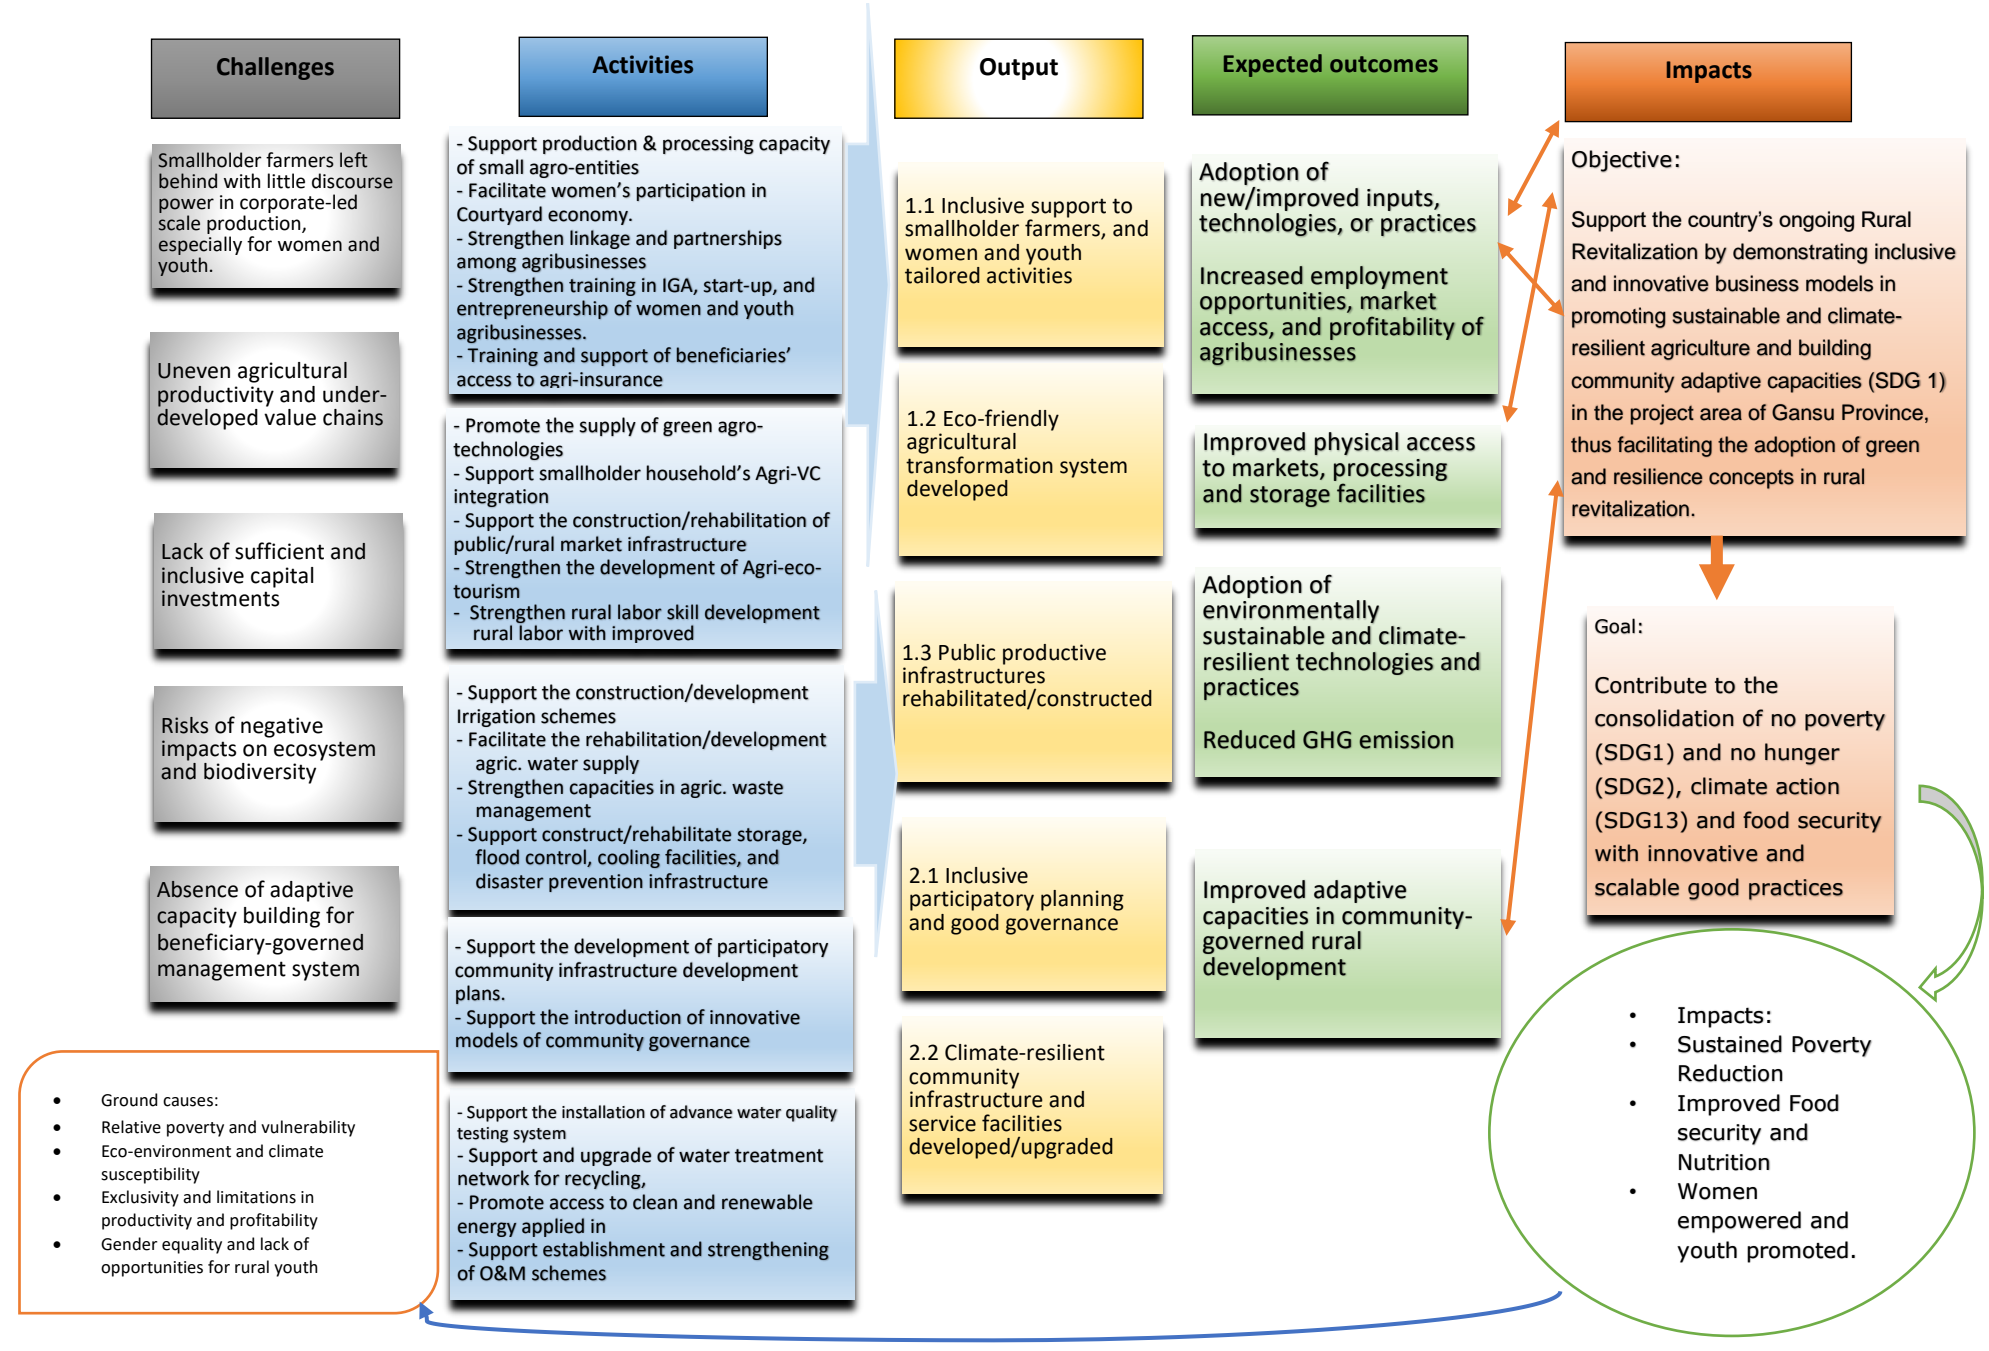 Challenges
Activities
Output
Expected outcomes
Impacts
Smallholder farmers left
behind with little discourse
power in corporate-led
scale production,
especially for women and
youth.
Uneven agricultural
productivity and under-
developed value chains
Lack of sufficient and
inclusive capital
investments
Risks of negative
impacts on ecosystem
and biodiversity
Absence of adaptive
capacity building for
beneficiary-governed
management system
• Ground causes:
• Relative poverty and vulnerability
• Eco-environment and climate
susceptibility
• Exclusivity and limitations in
productivity and profitability
• Gender equality and lack of
opportunities for rural youth
- Support production & processing capacity
of small agro-entities
- Facilitate women’s participation in
Courtyard economy.
- Strengthen linkage and partnerships
among agribusinesses
- Strengthen training in IGA, start-up, and
entrepreneurship of women and youth
agribusinesses.
- Training and support of beneficiaries’
access to agri-insurance
- Promote the supply of green agro-
technologies
- Support smallholder household’s Agri-VC
integration
- Support the construction/rehabilitation of
public/rural market infrastructure
- Strengthen the development of Agri-eco-
tourism
- Strengthen rural labor skill development
rural labor with improved
- Support the construction/development
Irrigation schemes
- Facilitate the rehabilitation/development
agric. water supply
- Strengthen capacities in agric. waste
management
- Support construct/rehabilitate storage,
flood control, cooling facilities, and
disaster prevention infrastructure
- Support the development of participatory
community infrastructure development
plans.
- Support the introduction of innovative
models of community governance
- Support the installation of advance water quality
testing system
- Support and upgrade of water treatment
network for recycling,
- Promote access to clean and renewable
energy applied in
- Support establishment and strengthening
of O&M schemes
1.1 Inclusive support to
smallholder farmers, and
women and youth
tailored activities
1.2 Eco-friendly
agricultural
transformation system
developed
1.3 Public productive
infrastructures
rehabilitated/constructed
2.1 Inclusive
participatory planning
and good governance
2.2 Climate-resilient
community
infrastructure and
service facilities
developed/upgraded
Adoption of
new/improved inputs,
technologies, or practices
Increased employment
opportunities, market
access, and profitability of
agribusinesses
Improved physical access
to markets, processing
and storage facilities
Adoption of
environmentally
sustainable and climate-
resilient technologies and
practices
Reduced GHG emission
Improved adaptive
capacities in community-
governed rural
development
Objective:
Support the country’s ongoing Rural
Revitalization by demonstrating inclusive
and innovative business models in
promoting sustainable and climate-
resilient agriculture and building
community adaptive capacities (SDG 1)
in the project area of Gansu Province,
thus facilitating the adoption of green
and resilience concepts in rural
revitalization.
Goal:
Contribute to the
consolidation of no poverty
(SDG1) and no hunger
(SDG2), climate action
(SDG13) and food security
with innovative and
scalable good practices
• Impacts:
• Sustained Poverty
Reduction
• Improved Food
security and
Nutrition
• Women
empowered and
youth promoted.